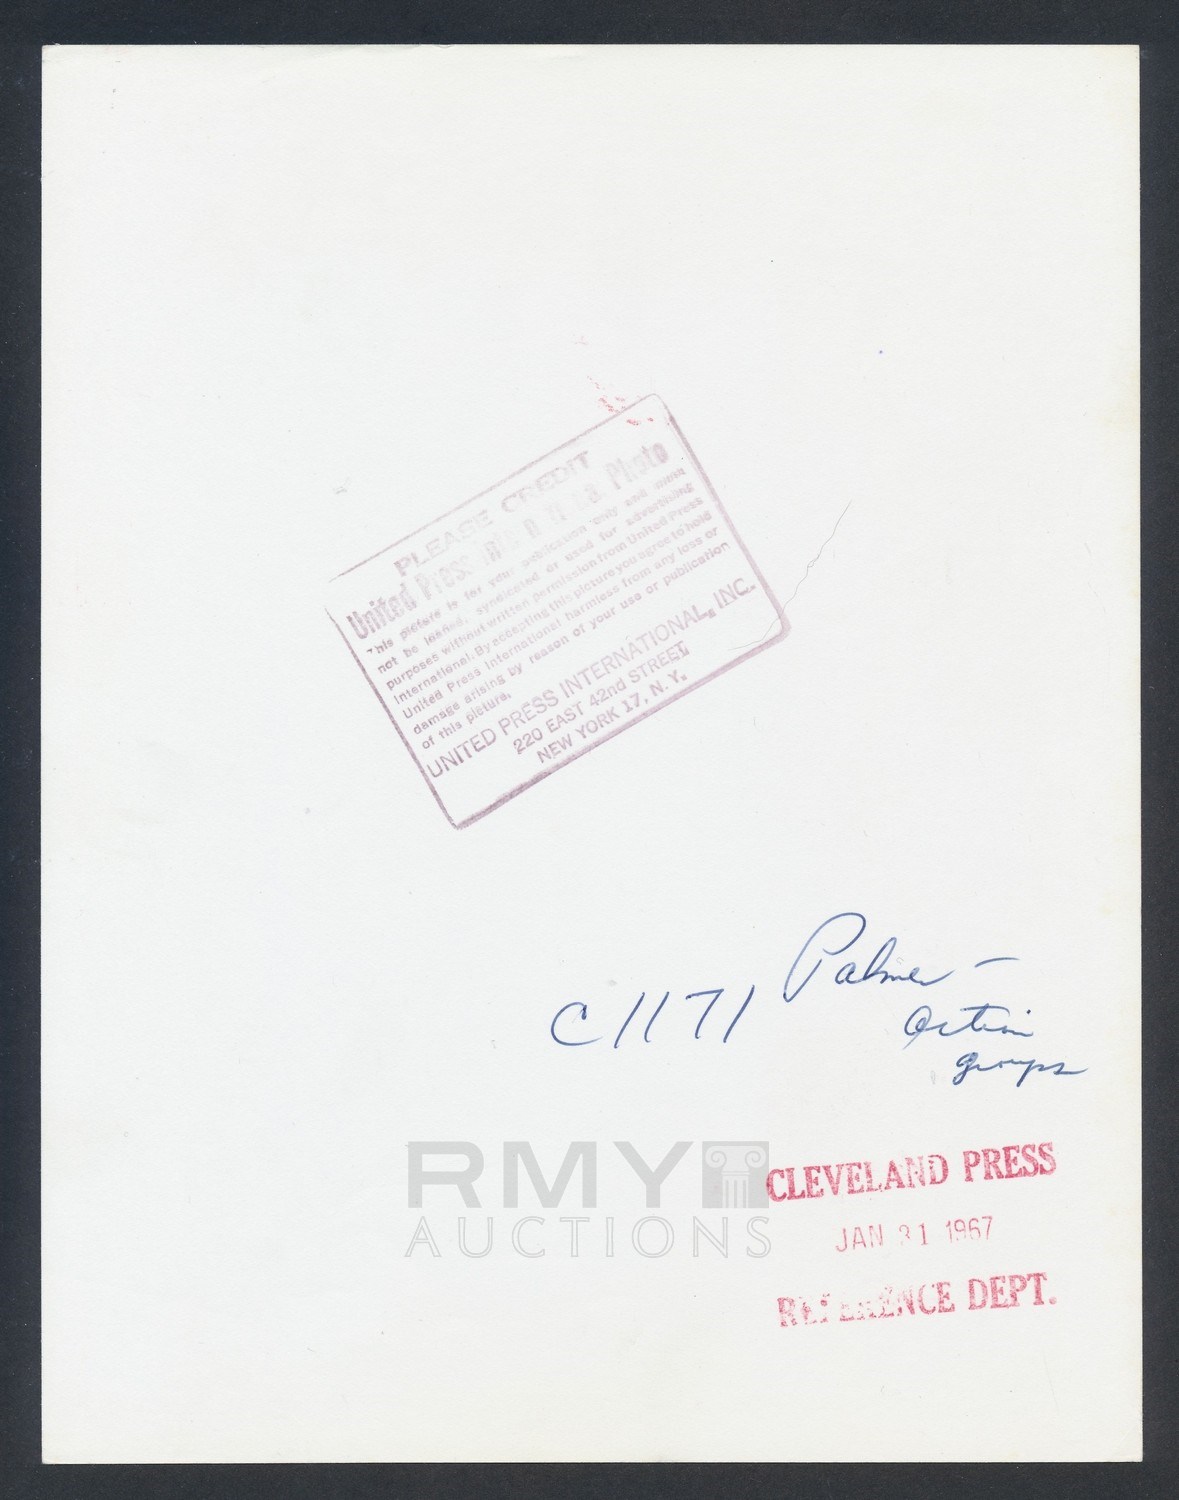 PLEASE CREDIT
United Press International Photo
This picture is for your publication only and must
not be loaned, syndicated or used for advertising
purposes without written permission from United Press
International. By accepting this picture you agree to hold
United Press International harmless from any loss or
damage arising by reason of your use or publication
of this picture.
UNITED PRESS INTERNATIONAL, INC.
220 EAST 42nd STREET
NEW YORK 17, N. Y.
Palmer -
C1171
Action
groups
RMY
AUCTIONS
CLEVELAND PRESS
JAN 31 1967
REFERENCE DEPT.